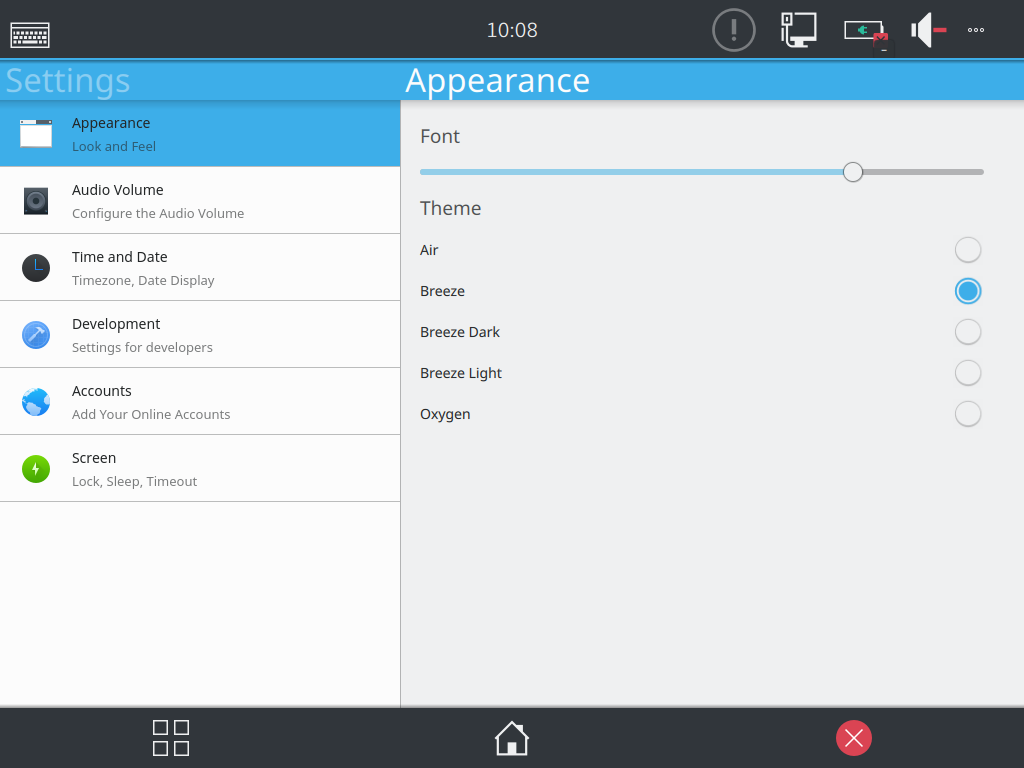 10:08
Settings
Appearance
Appearance
Look and Feel
Audio Volume
Configure the Audio Volume
Time and Date
Timezone, Date Display
Development
Settings for developers
Accounts
Add Your Online Accounts
Screen
Lock, Sleep, Timeout
Font
Theme
Air
Breeze
Breeze Dark
Breeze Light
Oxygen